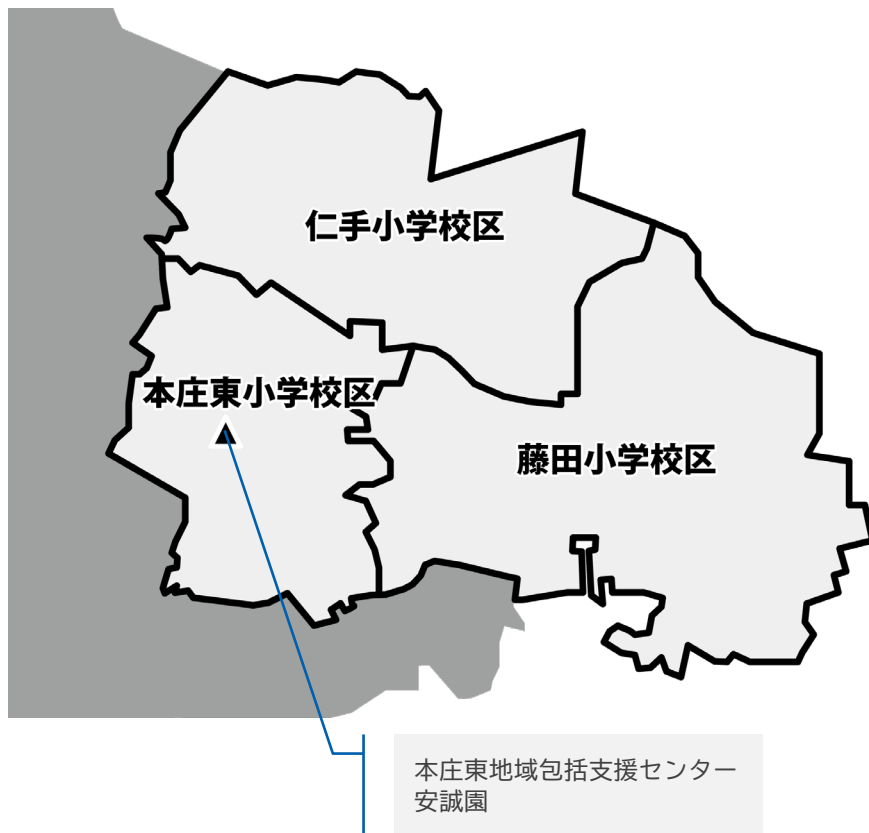 仁手小学校区
本庄東小学校区
藤田小学校区
本庄東地域包括支援センター
安誠園